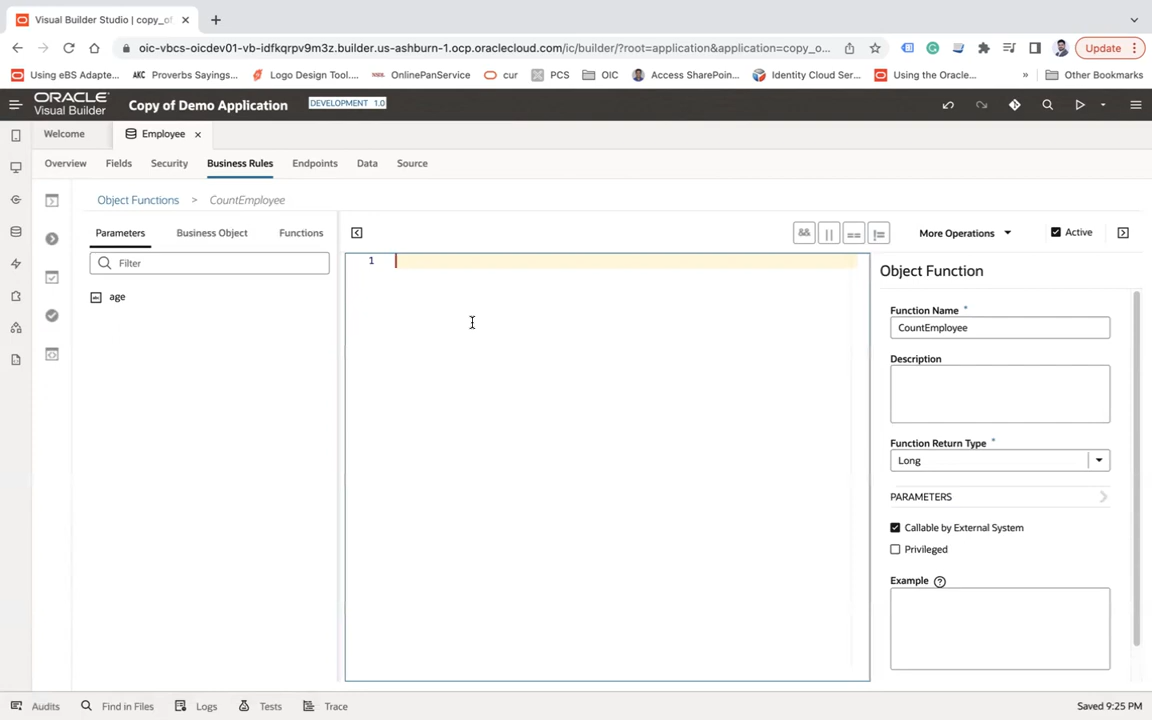 Visual Builder Studio | copy_of
oic-vbcs-oicdev01-vb-idfkqrpv9m3z.builder.us-ashburn-1.ocp.oraclecloud.com/ic/builder/?root=application&application=copy_o...
Update
Using eBS Adapte...
AKC Proverbs Sayings...
Logo Design Tool....
OnlinePanService
cur
PCS
OIC
Access SharePoin...
Identity Cloud Ser...
Using the Oracle...
»
Other Bookmarks
ORACLE
Visual Builder
Copy of Demo Application
DEVELOPMENT 1.0
Welcome
Employee
Overview
Fields
Security
Business Rules
Endpoints
Data
Source
Object Functions > CountEmployee
Parameters
Business Object
Functions
&&
||
==
!=
More Operations
Active
Filter
1
age
Object Function
Function Name *
CountEmployee
Description
Function Return Type *
Long
PARAMETERS
Callable by External System
Privileged
Example
Audits
Find in Files
Logs
Tests
Trace
Saved 9:25 PM